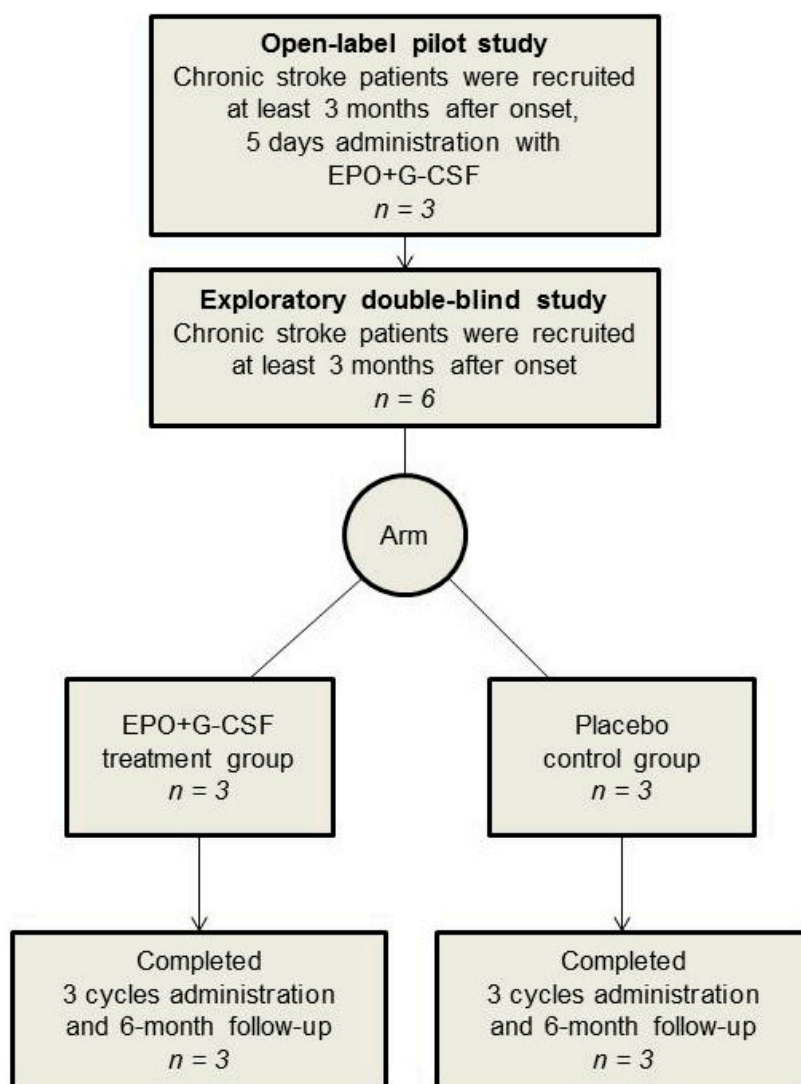 Open-label pilot study
Chronic stroke patients were recruited
at least 3 months after onset,
5 days administration with
EPO+G-CSF
n = 3
Exploratory double-blind study
Chronic stroke patients were recruited
at least 3 months after onset
n = 6
Arm
EPO+G-CSF
treatment group
n = 3
Placebo
control group
n = 3
Completed
3 cycles administration
and 6-month follow-up
n = 3
Completed
3 cycles administration
and 6-month follow-up
n = 3